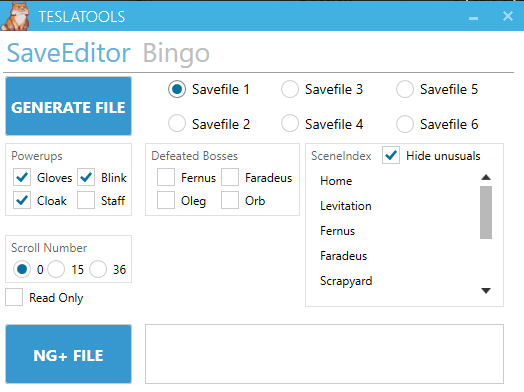 TESLATOOLS
SaveEditor Bingo
GENERATE FILE
Savefile 1 Savefile 3 Savefile 5
Savefile 2 Savefile 4 Savefile 6
Powerups
Gloves Blink
Cloak Staff
Defeated Bosses
Fernus Faradeus
Oleg Orb
SceneIndex Hide unusuals
Home
Levitation
Fernus
Faradeus
Scrapyard
Scroll Number
0 15 36
Read Only
NG+ FILE